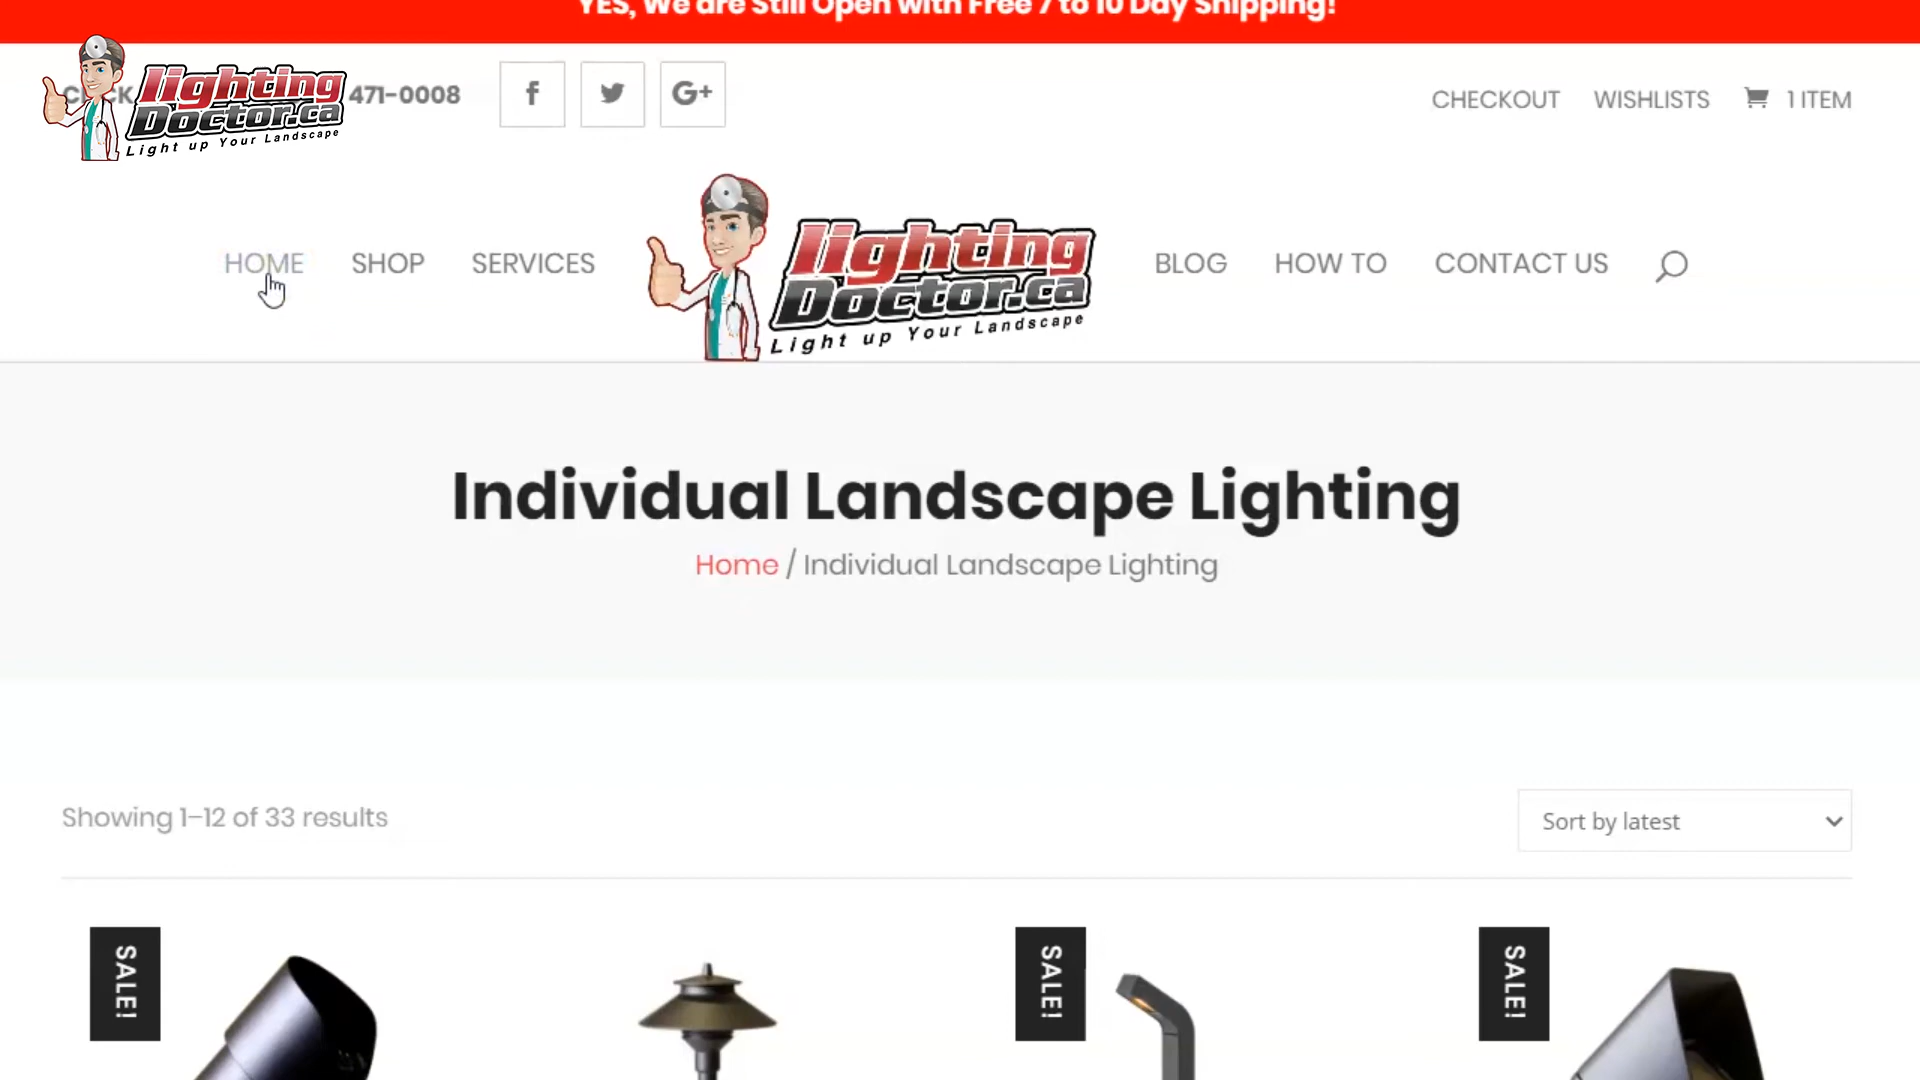 YES, We are Still Open with Free 7 to 10 Day Shipping!
lighting
Doctor.ca
Light up Your Landscape
471-0008
f
G+
CHECKOUT
WISHLISTS
1 ITEM
HOME
SHOP
SERVICES
lighting
Doctor.ca
Light up Your Landscape
BLOG
HOW TO
CONTACT US
Individual Landscape Lighting
Home / Individual Landscape Lighting
Showing 1–12 of 33 results
Sort by latest
SALE!
SALE!
SALE!